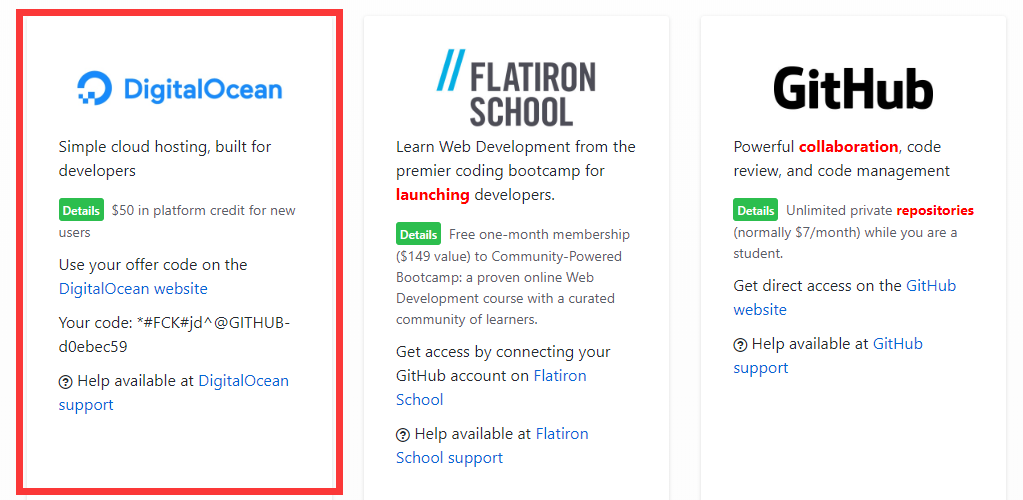 DigitalOcean
Simple cloud hosting, built for
developers
Details $50 in platform credit for new
users
Use your offer code on the
DigitalOcean website
Your code: *#FCK#jd^@GITHUB-
d0ebec59
Help available at DigitalOcean
support
FLATIRON
SCHOOL
Learn Web Development from the
premier coding bootcamp for
launching developers.
Details Free one-month membership
($149 value) to Community-Powered
Bootcamp: a proven online Web
Development course with a curated
community of learners.
Get access by connecting your
GitHub account on Flatiron
School
Help available at Flatiron
School support
GitHub
Powerful collaboration, code
review, and code management
Details Unlimited private repositories
(normally $7/month) while you are a
student.
Get direct access on the GitHub
website
Help available at GitHub
support